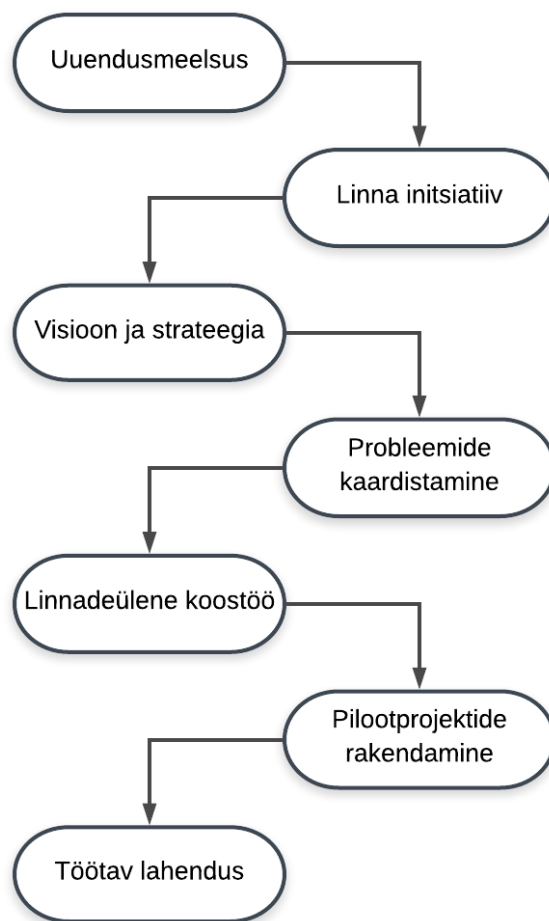 Uuendusmeelsus
Linna initsiatiiv
Visioon ja strateegia
Probleemide
kaardistamine
Linnadeülene koostöö
Pilootprojektide
rakendamine
Töötav lahendus